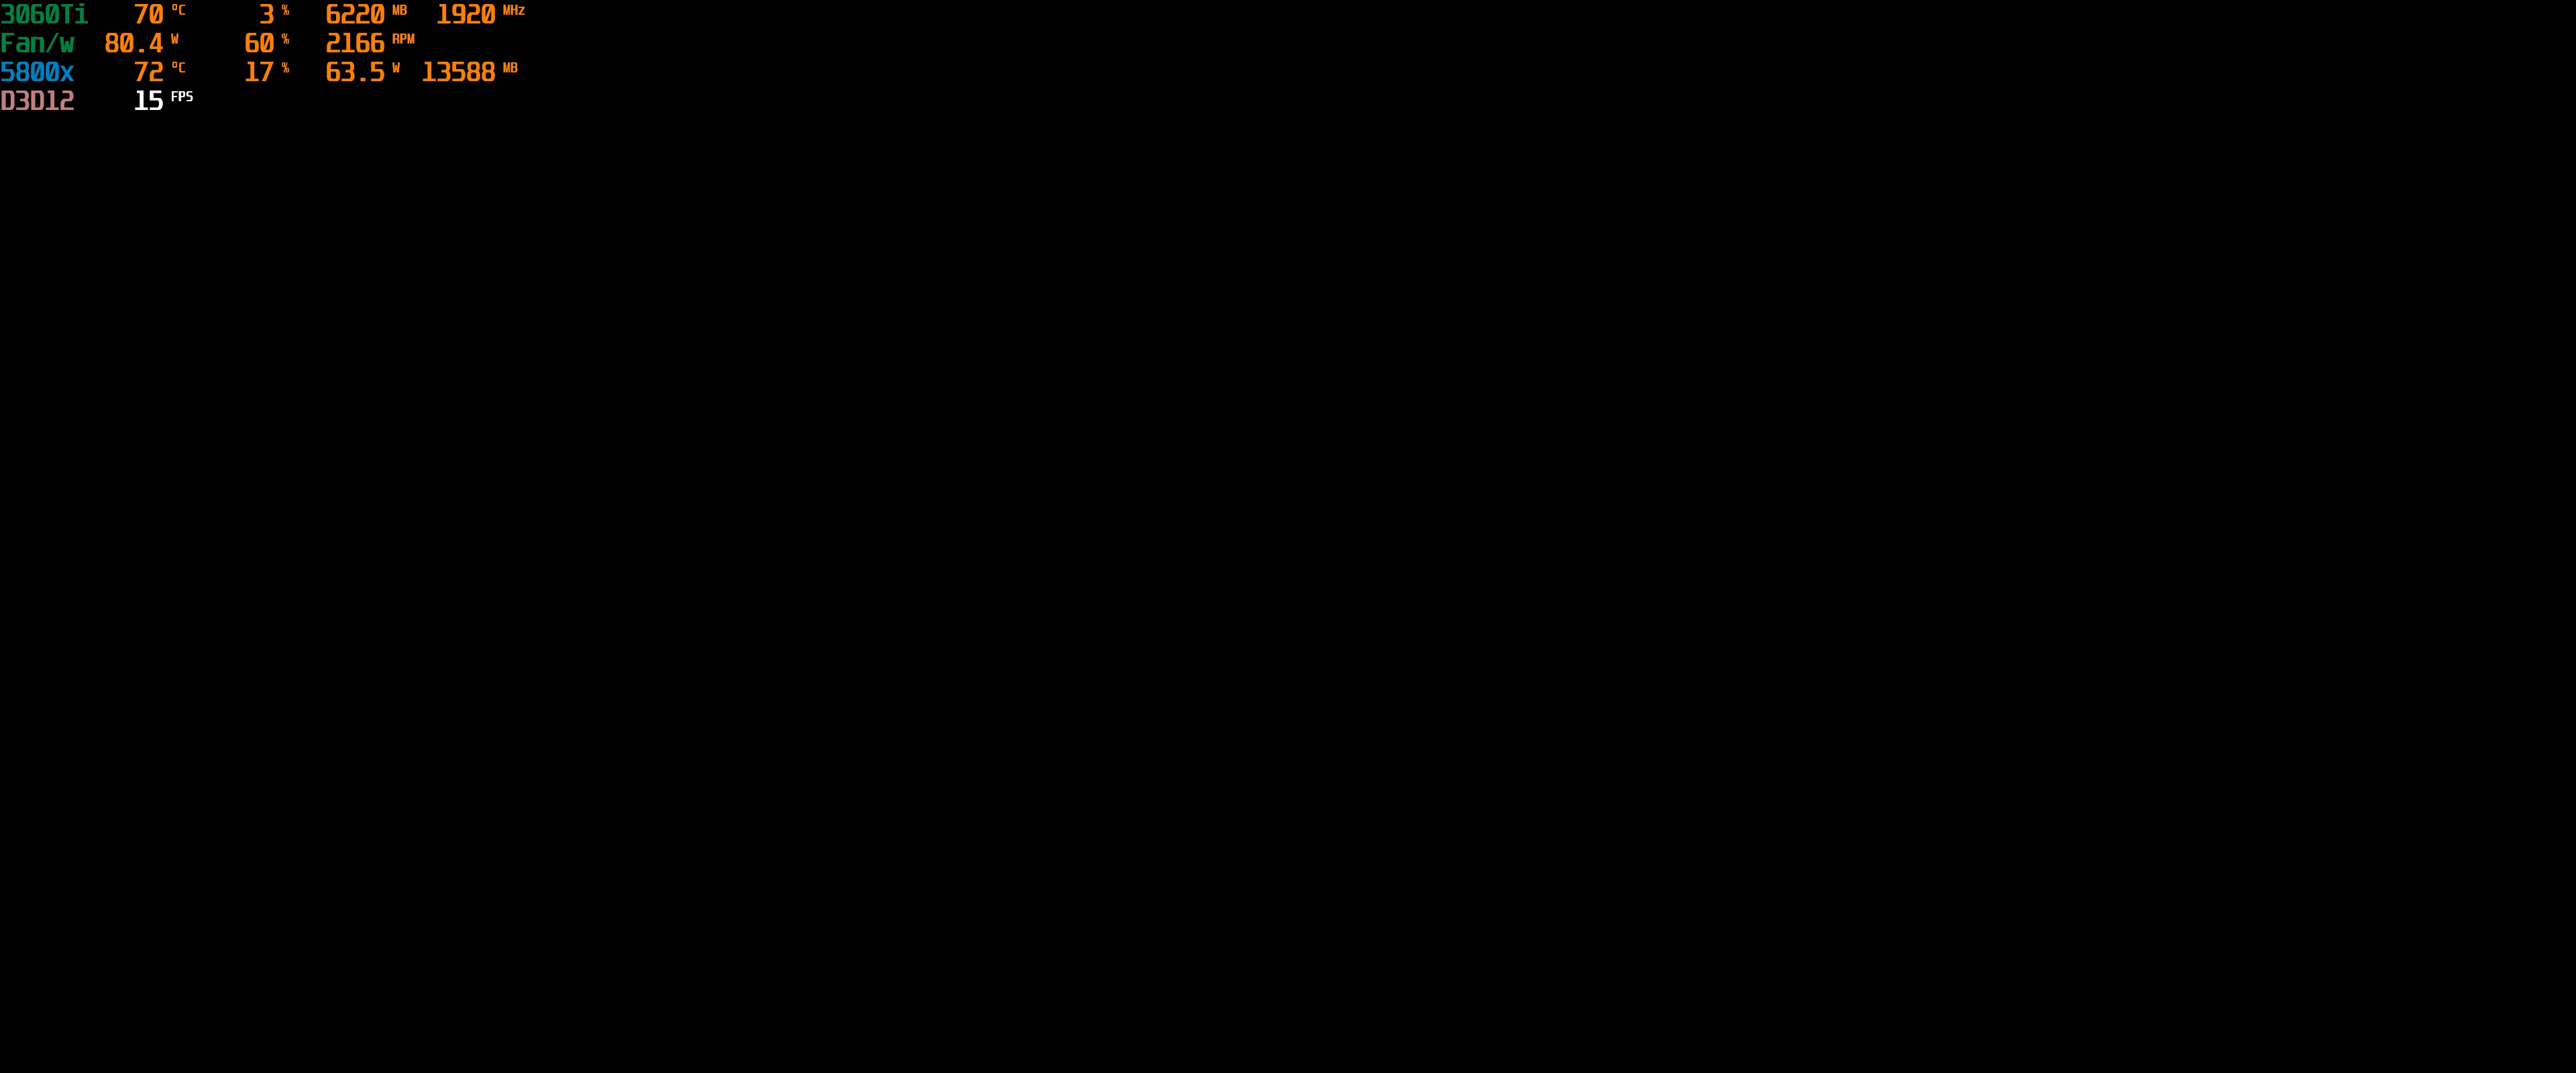 3060Ti 70 °C 3 % 6220 MB 1920 MHz
Fan/w 80.4 W 60 % 2166 RPM
5800x 72 °C 17 % 63.5 W 13588 MB
D3D12 15 FPS